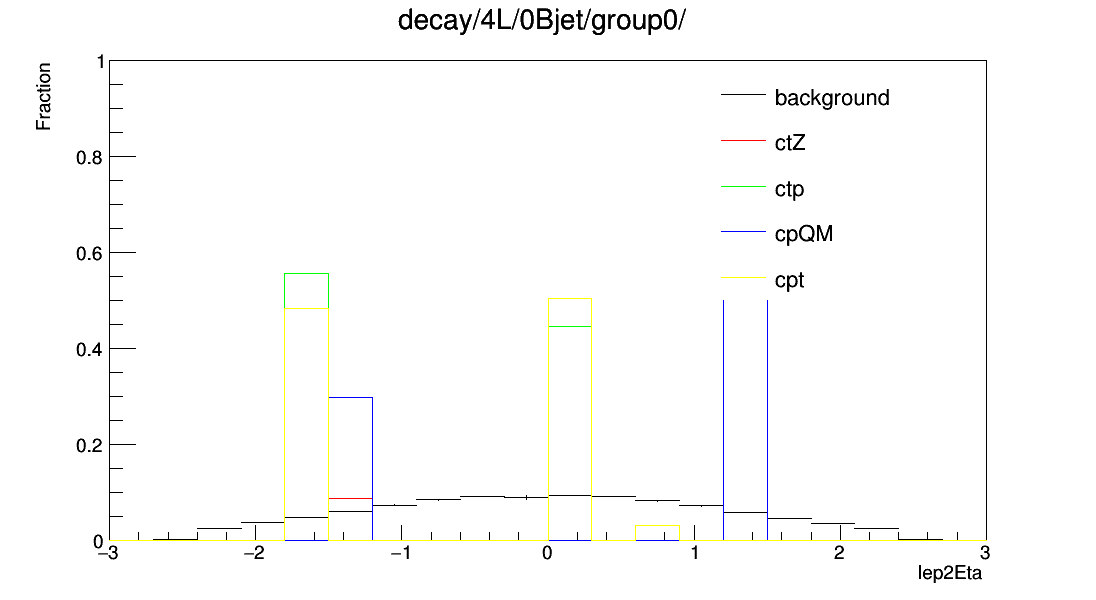 decay/4L/0Bjet/group0/
Fraction
1
0.8
0.6
0.4
0.2
0
−3
−2
−1
0
1
2
3
lep2Eta
background
ctZ
ctp
cpQM
cpt